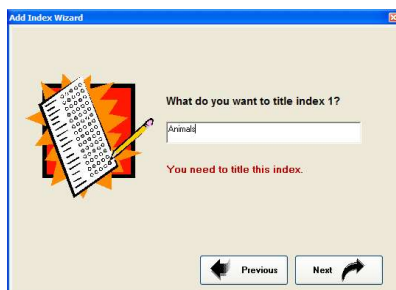 Add Index Wizard
What do you want to title index 1?
Animals
You need to title this index.
Previous Next